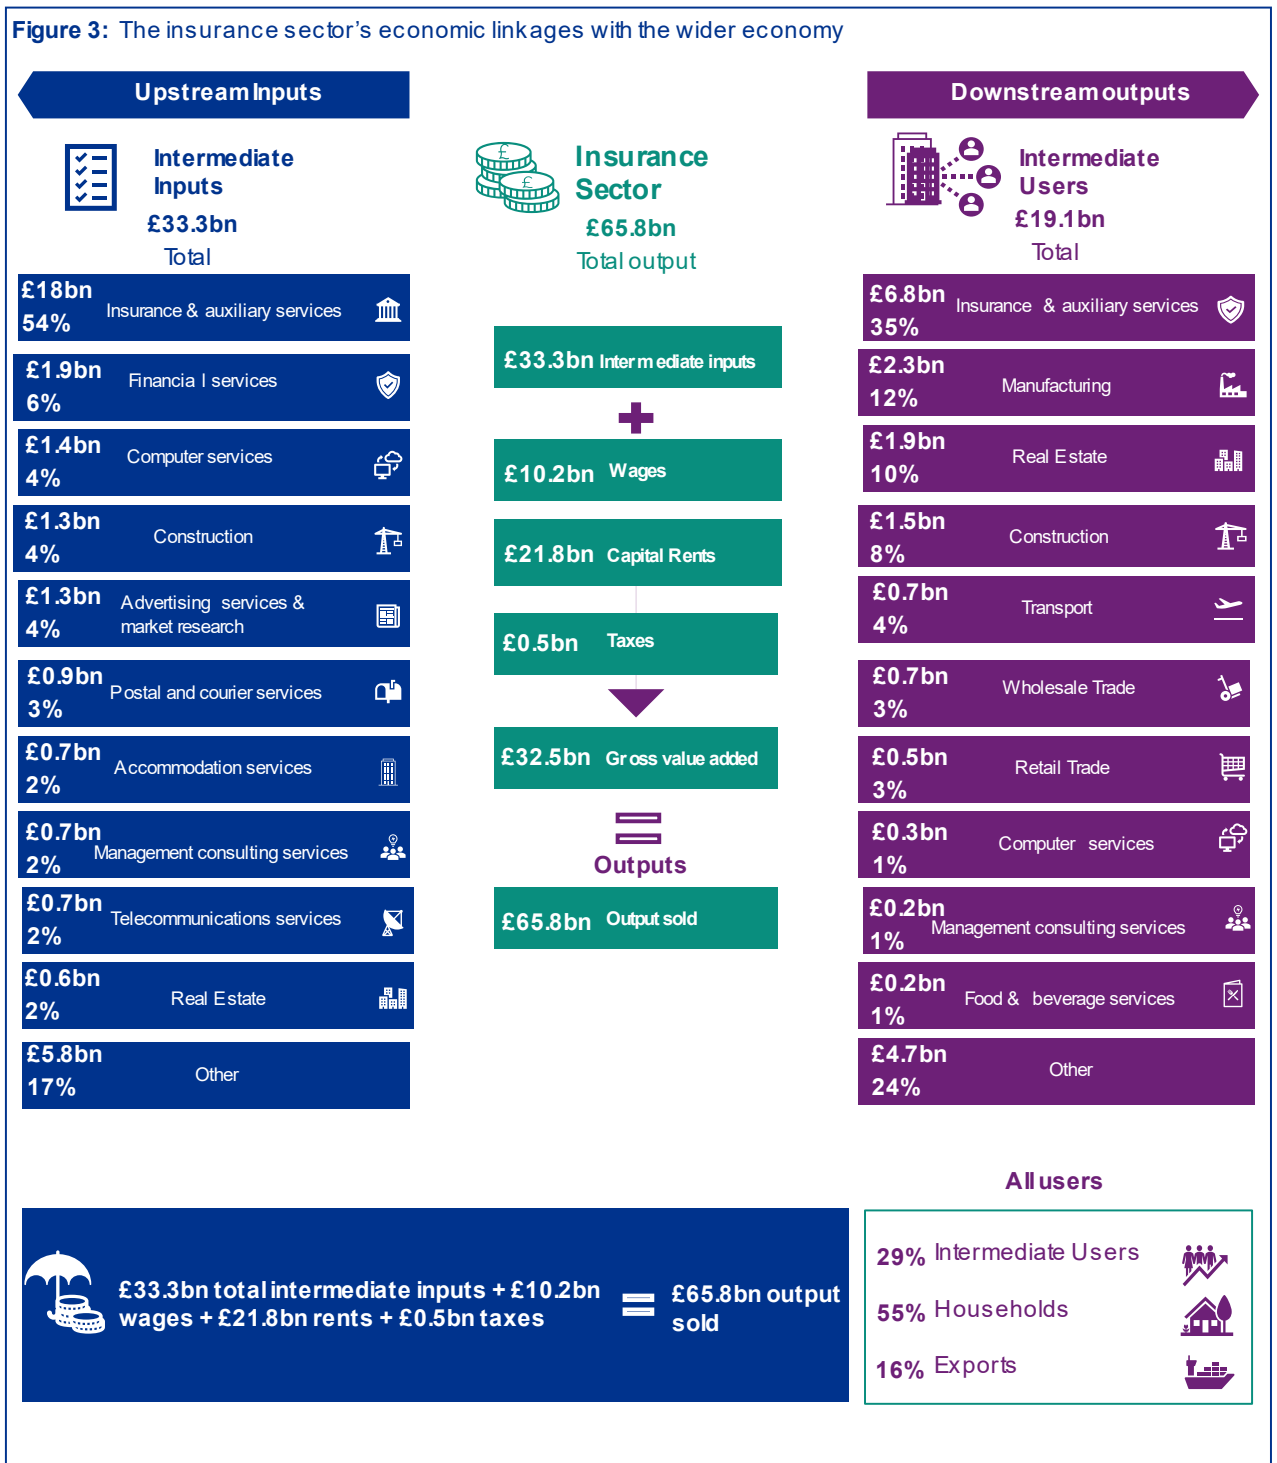 Figure 3: The insurance sector's economic linkages with the wider economy
Upstream Inputs
Intermediate
Inputs
£33.3bn
Total
£18bn
54%
Insurance & auxiliary services
£1.9bn
6%
Financial services
£1.4bn
4%
Computer services
£1.3bn
4%
Construction
£1.3bn
4%
Advertising services &
market research
£0.9bn
3%
Postal and courier services
£0.7bn
2%
Accommodation services
£0.7bn
2%
Management consulting services
£0.7bn
2%
Telecommunications services
£0.6bn
2%
Real Estate
£5.8bn
17%
Other
Insurance
Sector
£65.8bn
Total output
£33.3bn Intermediate inputs
£10.2bn Wages
£21.8bn Capital Rents
£0.5bn Taxes
£32.5bn Gross value added
Outputs
£65.8bn Output sold
Downstream outputs
Intermediate
Users
£19.1bn
Total
£6.8bn
35%
Insurance & auxiliary services
£2.3bn
12%
Manufacturing
£1.9bn
10%
Real Estate
£1.5bn
8%
Construction
£0.7bn
4%
Transport
£0.7bn
3%
Wholesale Trade
£0.5bn
3%
Retail Trade
£0.3bn
1%
Computer services
£0.2bn
1%
Management consulting services
£0.2bn
1%
Food & beverage services
£4.7bn
24%
Other
£33.3bn total intermediate inputs + £10.2bn
wages + £21.8bn rents + £0.5bn taxes
=
£65.8bn output
sold
All users
29% Intermediate Users
55% Households
16% Exports